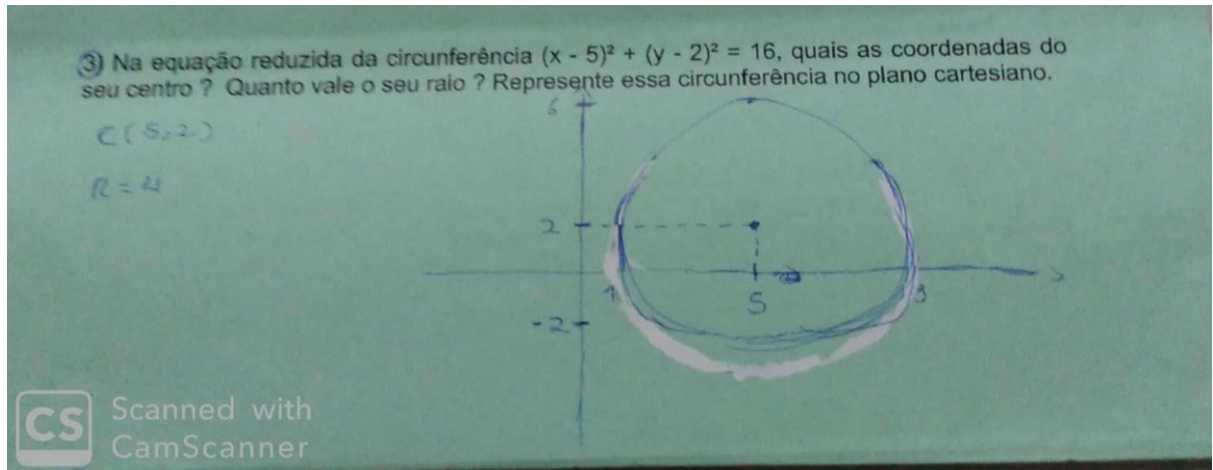 3) Na equação reduzida da circunferência (x - 5)² + (y - 2)² = 16, quais as coordenadas do
seu centro ? Quanto vale o seu raio ? Represente essa circunferência no plano cartesiano.
6
C(5,2)
R = 4
2
1
5
-2
CS Scanned with
CamScanner